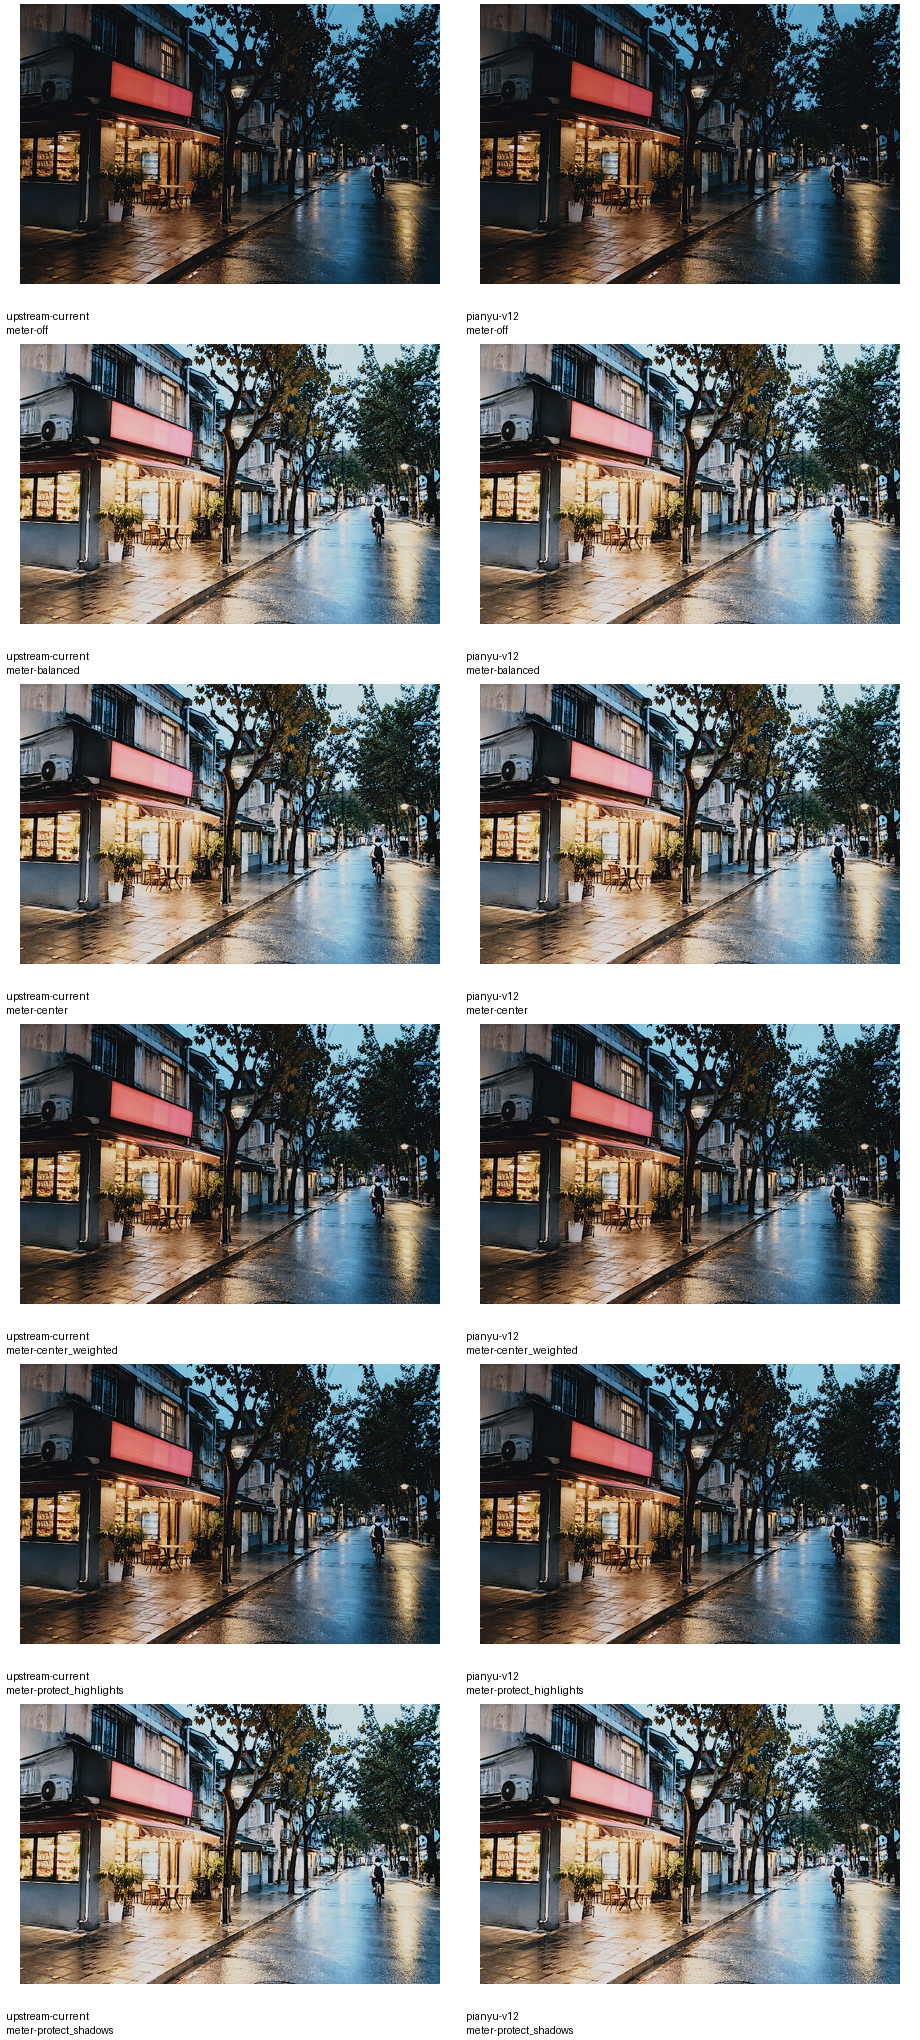 upstream-current
meter-off
pianyu-v12
meter-off
upstream-current
meter-balanced
pianyu-v12
meter-balanced
upstream-current
meter-center
pianyu-v12
meter-center
upstream-current
meter-center_weighted
pianyu-v12
meter-center_weighted
upstream-current
meter-protect_highlights
pianyu-v12
meter-protect_highlights
upstream-current
meter-protect_shadows
pianyu-v12
meter-protect_shadows